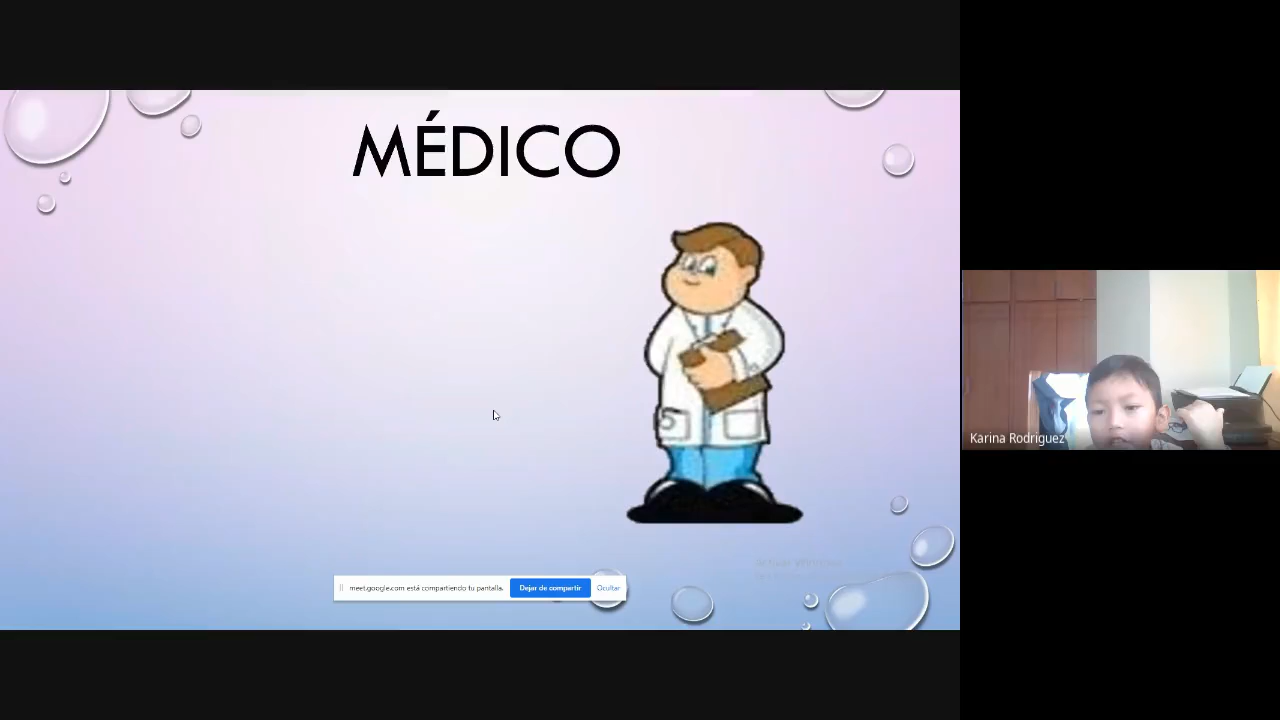 MÉDICO
meet.google.com está compartiendo tu pantalla.
Dejar de compartir
Ocultar
Karina Rodriguez